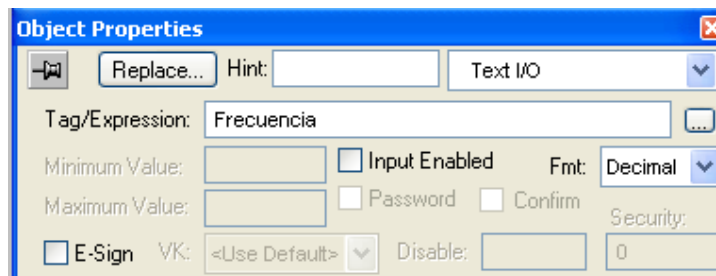 Object Properties
Replace... Hint: Text I/O
Tag/Expression: Frecuencia ...
Minimum Value: Input Enabled Fmt: Decimal
Maximum Value: Password Confirm Security:
E-Sign VK: <Use Default> Disable: 0